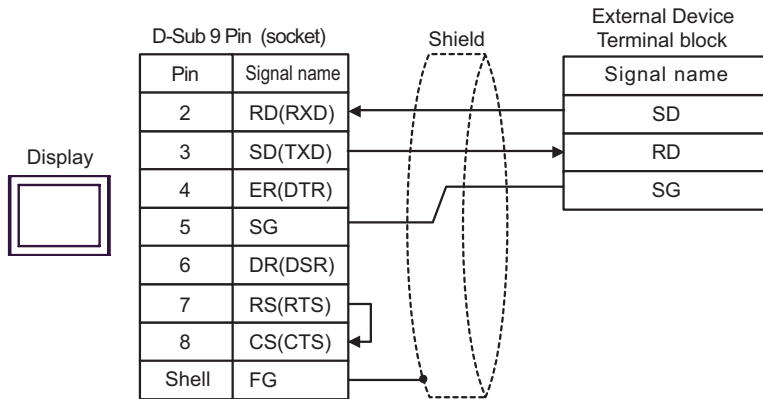 D-Sub 9 Pin (socket)
Shield
External Device
Terminal block
Display
Pin Signal name
2 RD(RXD)
3 SD(TXD)
4 ER(DTR)
5 SG
6 DR(DSR)
7 RS(RTS)
8 CS(CTS)
Shell FG
Signal name
SD
RD
SG